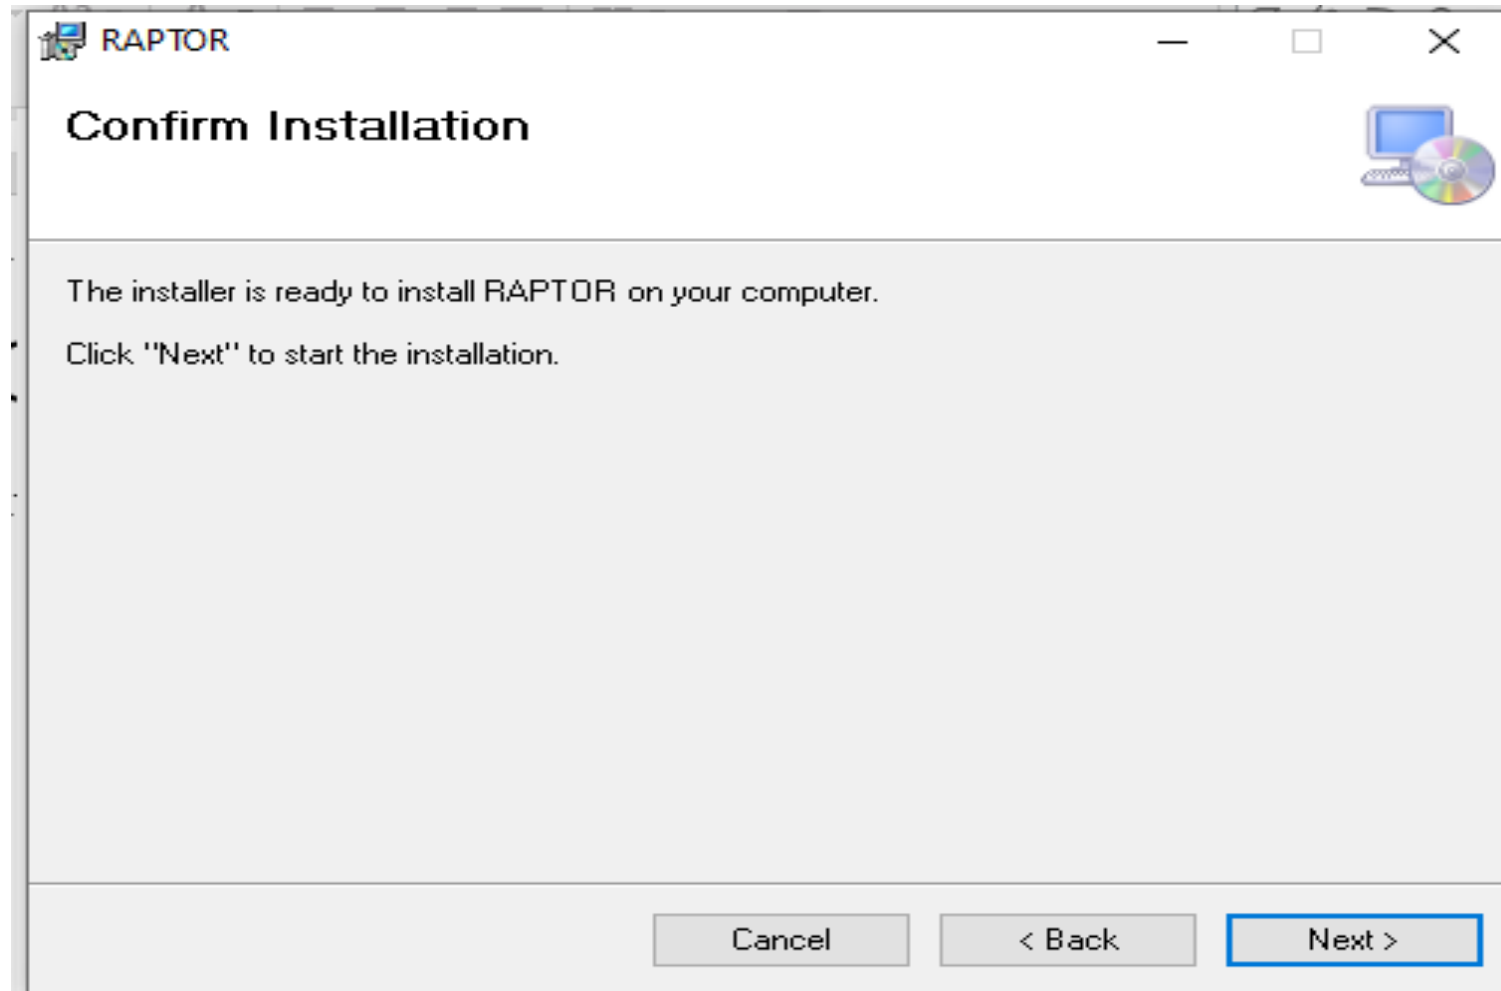 RAPTOR
Confirm Installation
The installer is ready to install RAPTOR on your computer.
Click "Next" to start the installation.
Cancel
< Back
Next >